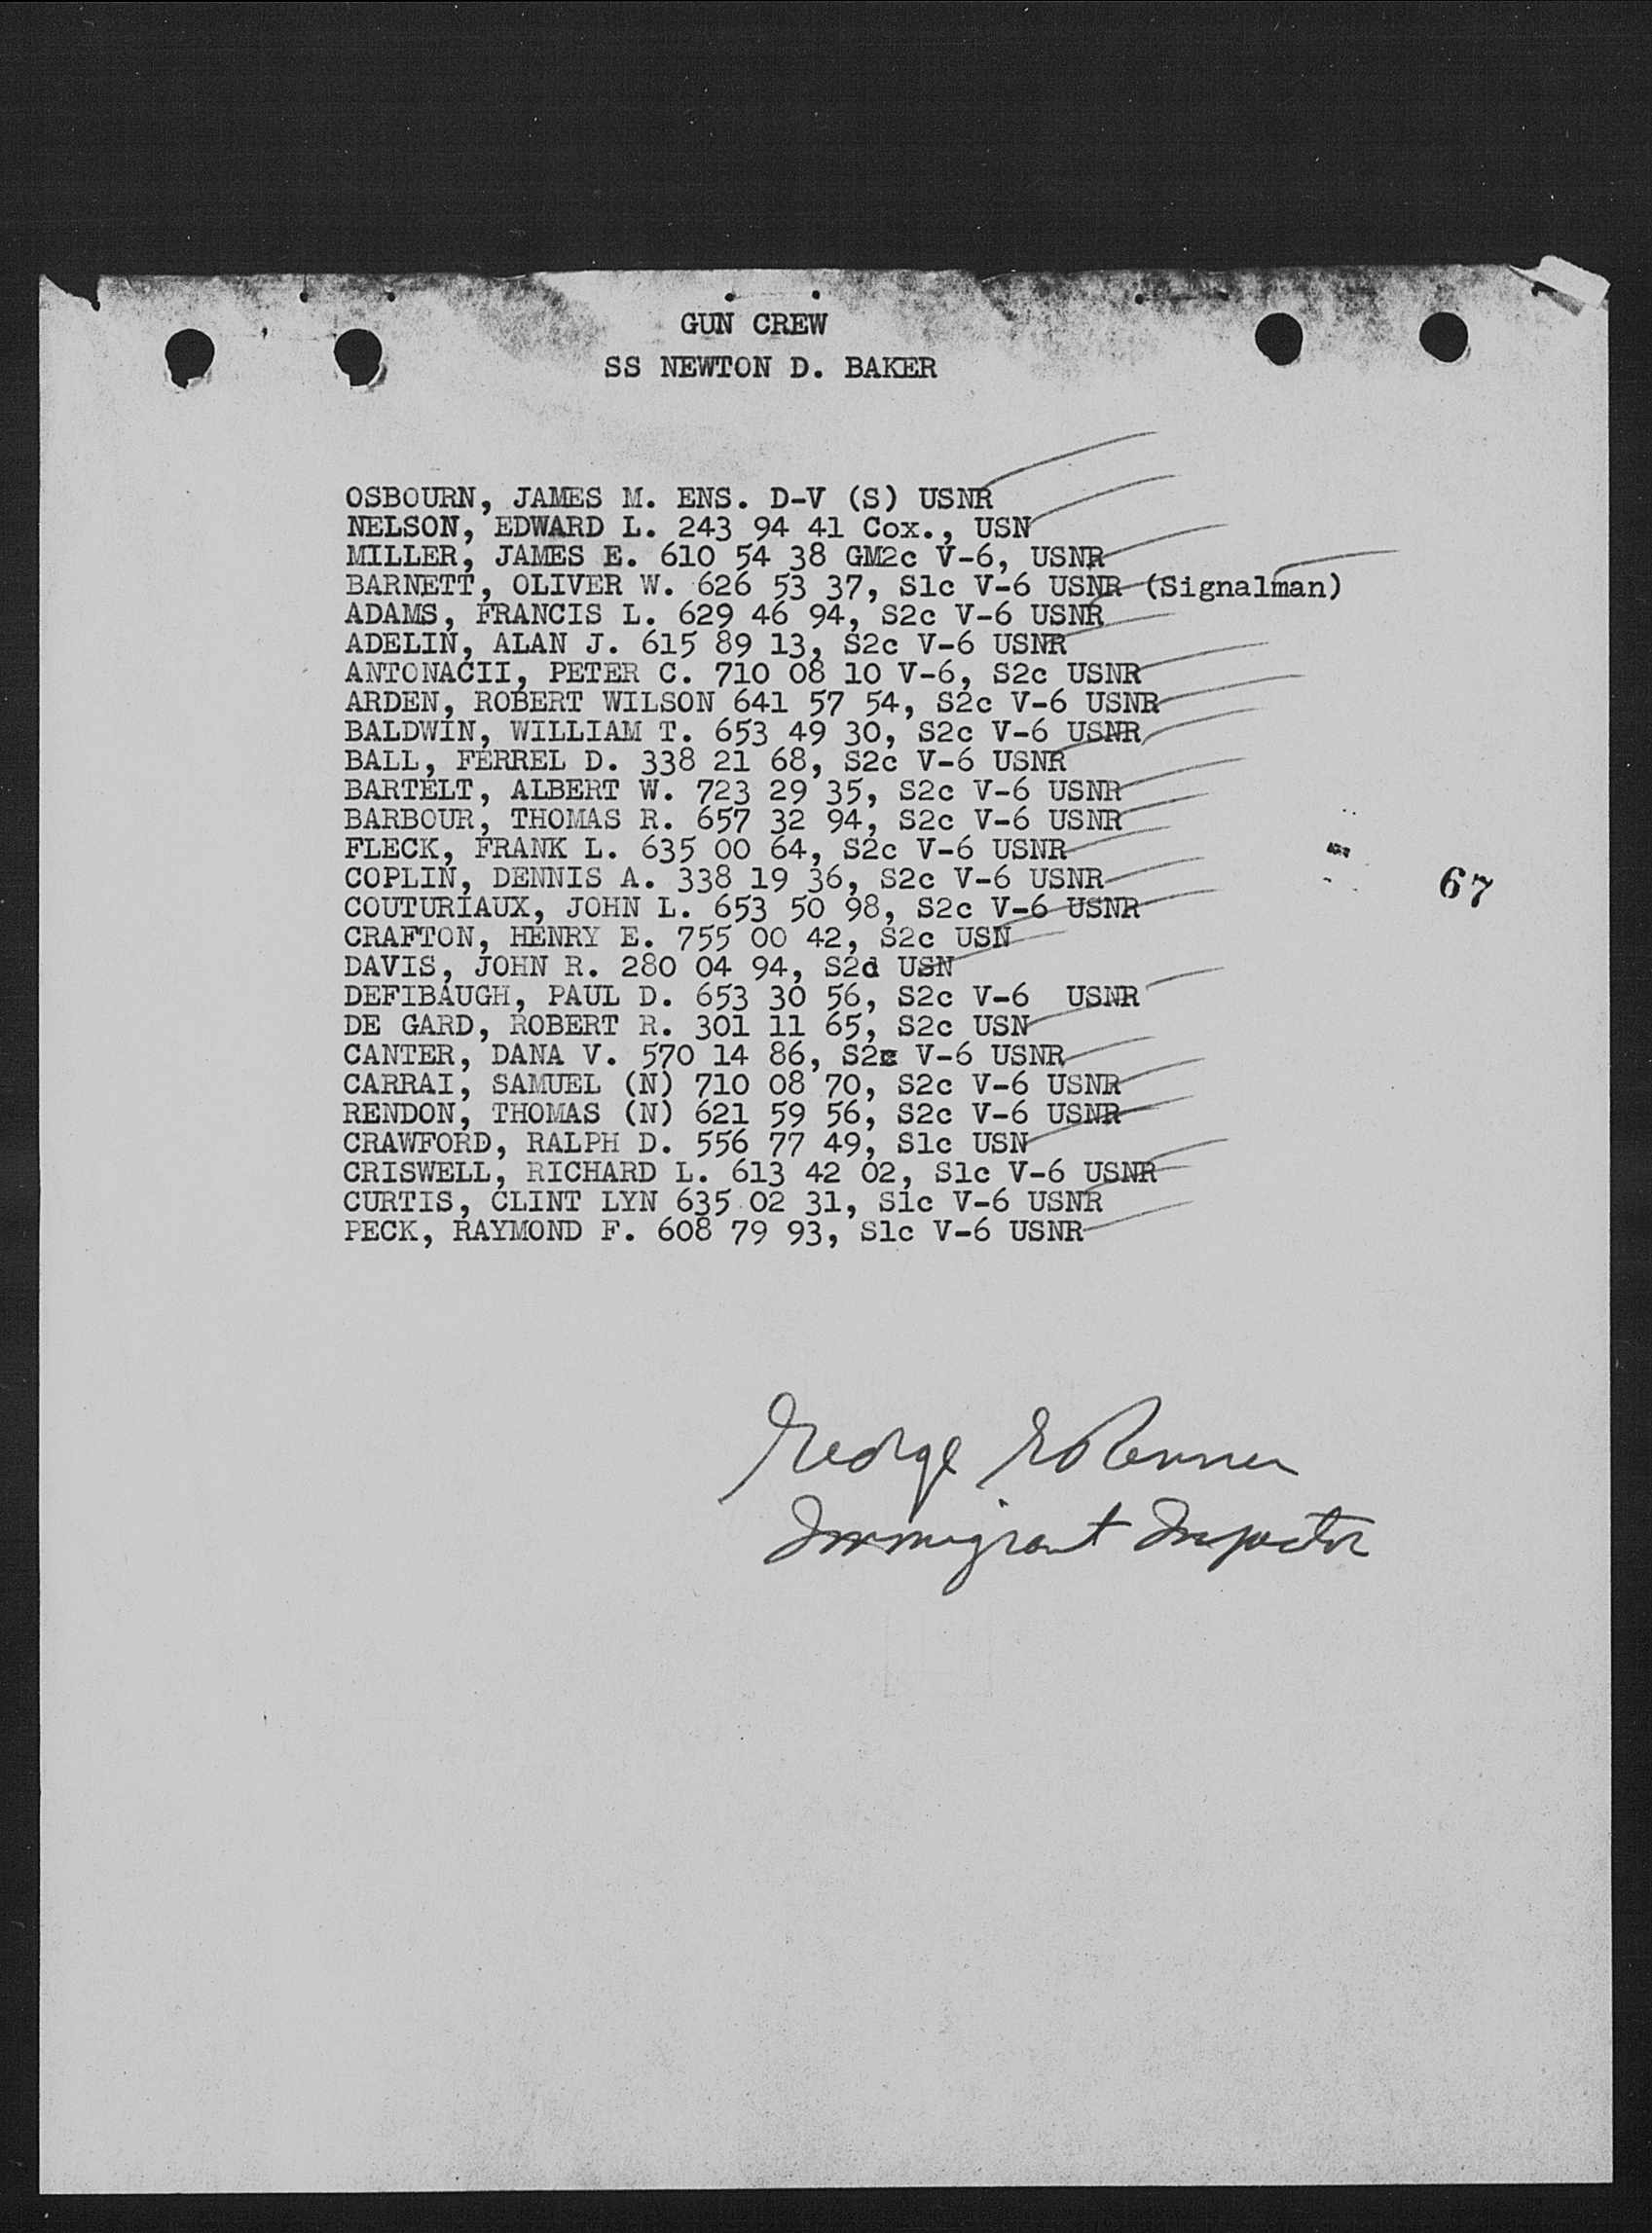 GUN CREW
SS NEWTON D. BAKER
OSBOURN, JAMES M. ENS. D-V (S) USNR
NELSON, EDWARD L. 243 94 41 Cox., USN
MILLER, JAMES E. 610 54 38 GM2c V-6, USNR
BARNETT, OLIVER W. 626 53 37, S1c V-6 USNR (Signalman)
ADAMS, FRANCIS L. 629 46 94, S2c V-6 USNR
ADELIN, ALAN J. 615 89 13, S2c V-6 USNR
ANTONACII, PETER C. 710 08 10 V-6, S2c USNR
ARDEN, ROBERT WILSON 641 57 54, S2c V-6 USNR
BALDWIN, WILLIAM T. 653 49 30, S2c V-6 USNR
BALL, FERREL D. 338 21 68, S2c V-6 USNR
BARTELT, ALBERT W. 723 29 35, S2c V-6 USNR
BARBOUR, THOMAS R. 657 32 94, S2c V-6 USNR
FLECK, FRANK L. 635 00 64, S2c V-6 USNR
COPLIN, DENNIS A. 338 19 36, S2c V-6 USNR
67
COUTURIAUX, JOHN L. 653 50 98, S2c V-6 USNR
CRAFTON, HENRY E. 755 00 42, S2c USN
DAVIS, JOHN R. 280 04 94, S2d USN
DEFIBAUGH, PAUL D. 653 30 56, S2c V-6 USNR
DE GARD, ROBERT R. 301 11 65, S2c USN
CANTER, DANA V. 570 14 86, S2c V-6 USNR
CARRAI, SAMUEL (N) 710 08 70, S2c V-6 USNR
RENDON, THOMAS (N) 621 59 56, S2c V-6 USNR
CRAWFORD, RALPH D. 556 77 49, S1c USN
CRISWELL, RICHARD L. 613 42 02, S1c V-6 USNR
CURTIS, CLINT LYN 635 02 31, S1c V-6 USNR
PECK, RAYMOND F. 608 79 93, S1c V-6 USNR
George
Immigrant Inspector